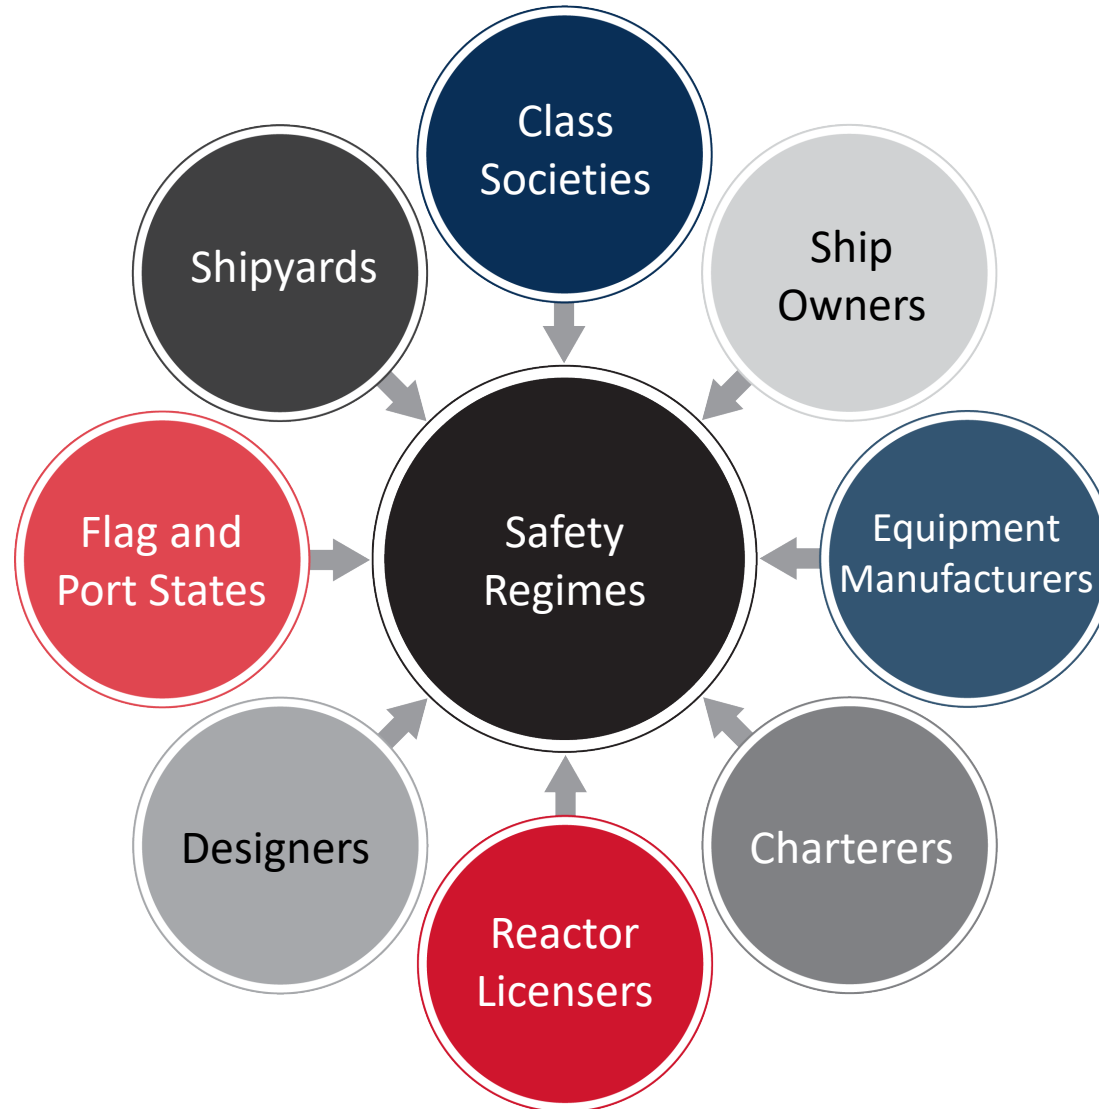 Class
Societies
Shipyards
Ship
Owners
Flag and
Port States
Safety
Regimes
Equipment
Manufacturers
Designers
Charterers
Reactor
Licensers